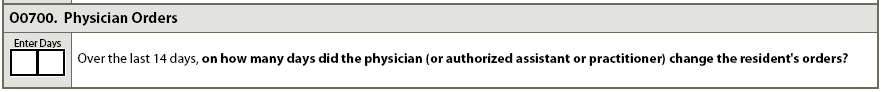 O0700. Physician Orders
Enter Days
Over the last 14 days, on how many days did the physician (or authorized assistant or practitioner) change the resident's orders?